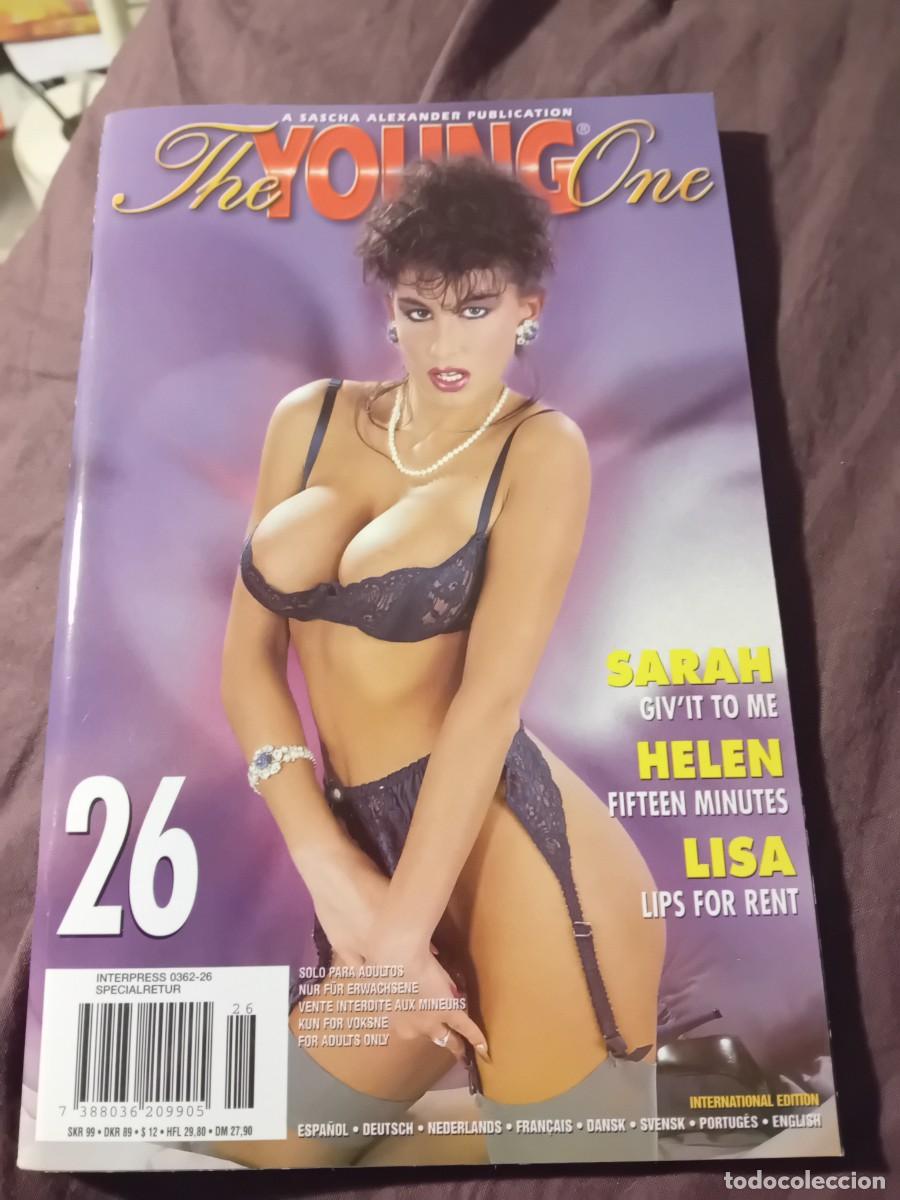 A SASCHA ALEXANDER PUBLICATION
The YOUNG® One
SARAH
GIV'IT TO ME
HELEN
FIFTEEN MINUTES
LISA
LIPS FOR RENT
26
INTERPRESS 0362-26
SPECIALRETUR
26
7 388036 209905
SKR 99 • DKR 89 • $ 12 • HFL 29,80 • DM 27,90
SOLO PARA ADULTOS
NUR FÜR ERWACHSENE
VENTE INTERDITE AUX MINEURS
KUN FOR VOKSNE
FOR ADULTS ONLY
INTERNATIONAL EDITION
ESPAÑOL • DEUTSCH • NEDERLANDS • FRANÇAIS • DANSK • SVENSK • PORTUGÊS • ENGLISH
todocoleccion